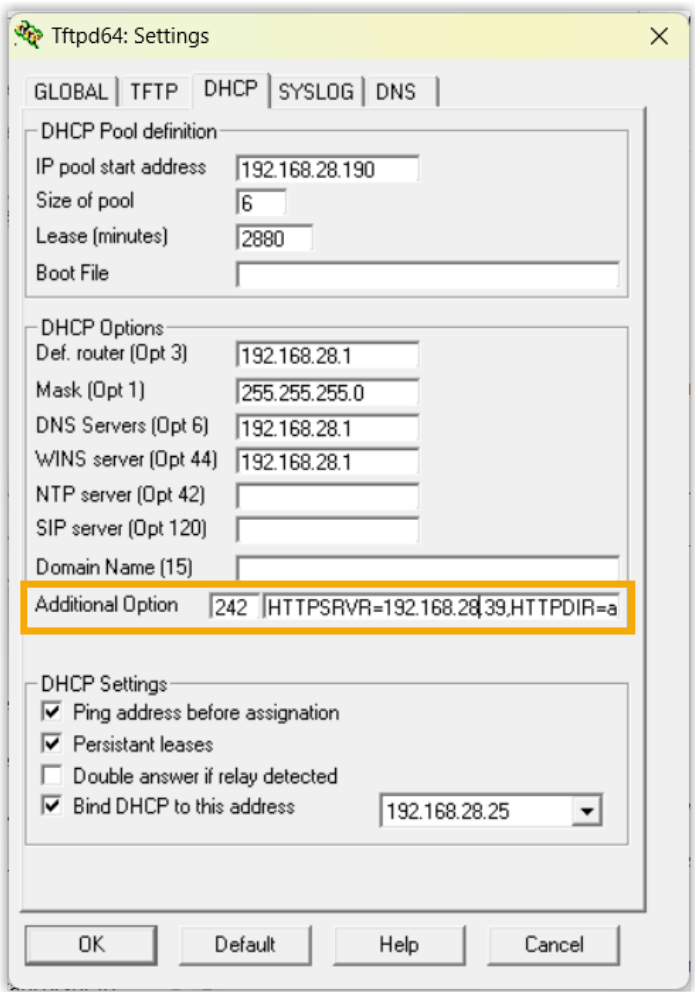 Tftpd64: Settings
GLOBAL TFTP DHCP SYSLOG DNS
DHCP Pool definition
IP pool start address 192.168.28.190
Size of pool 6
Lease (minutes) 2880
Boot File
DHCP Options
Def. router (Opt 3) 192.168.28.1
Mask (Opt 1) 255.255.255.0
DNS Servers (Opt 6) 192.168.28.1
WINS server (Opt 44) 192.168.28.1
NTP server (Opt 42)
SIP server (Opt 120)
Domain Name (15)
Additional Option 242 HTTPSRVR=192.168.28.39,HTTPDIR=a
DHCP Settings
Ping address before assignation
Persistant leases
Double answer if relay detected
Bind DHCP to this address 192.168.28.25
OK Default Help Cancel